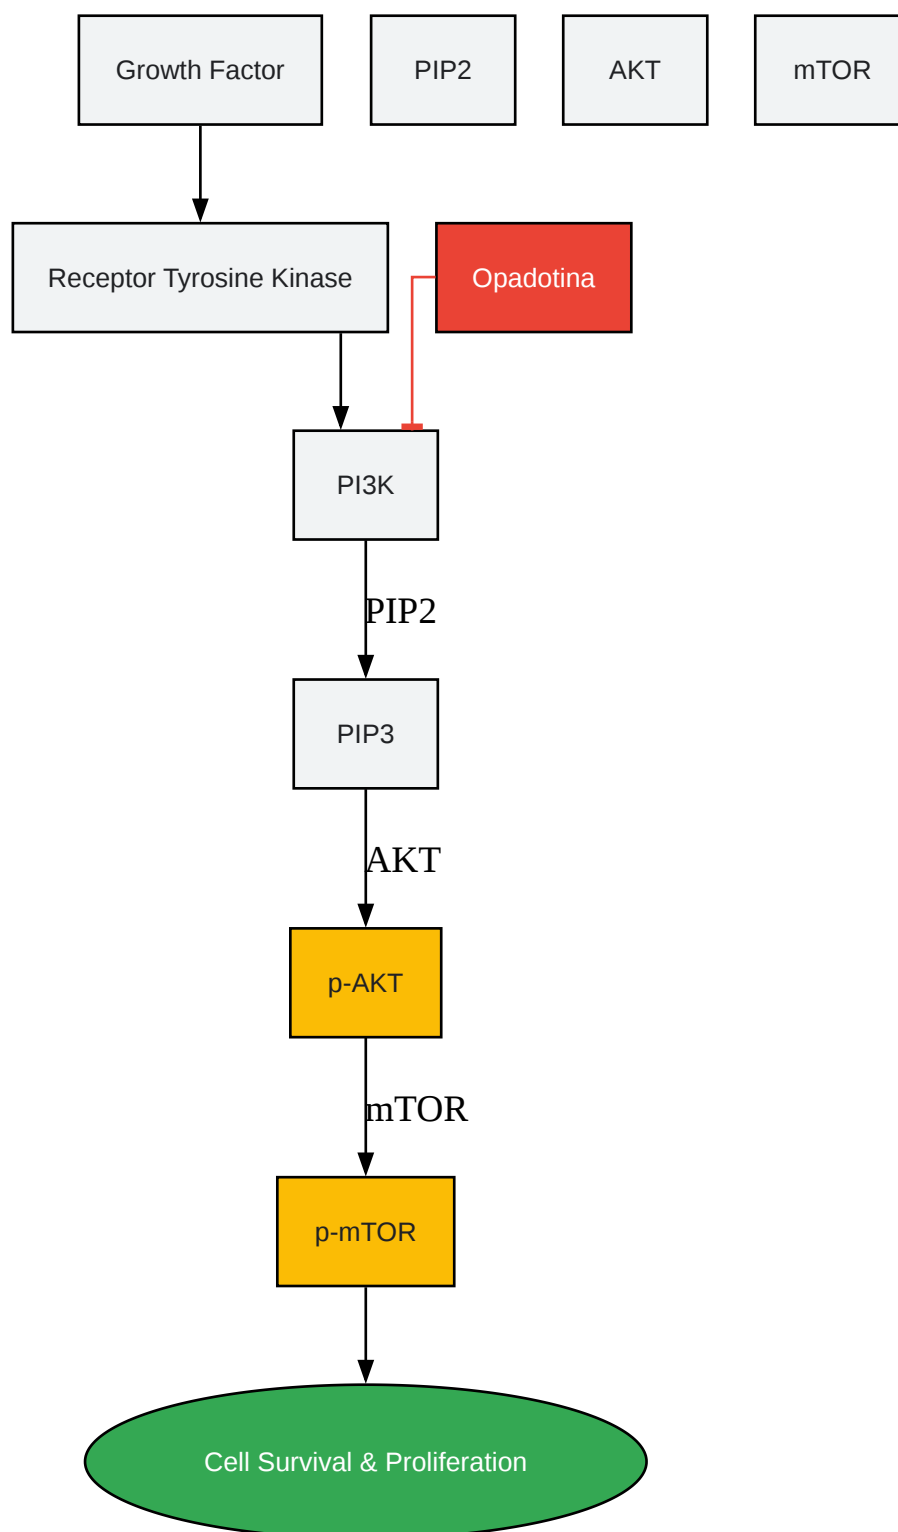 Growth Factor
PIP2
AKT
mTOR
Receptor Tyrosine Kinase
Opadotina
PI3K
PIP2
PIP3
AKT
p-AKT
mTOR
p-mTOR
Cell Survival & Proliferation